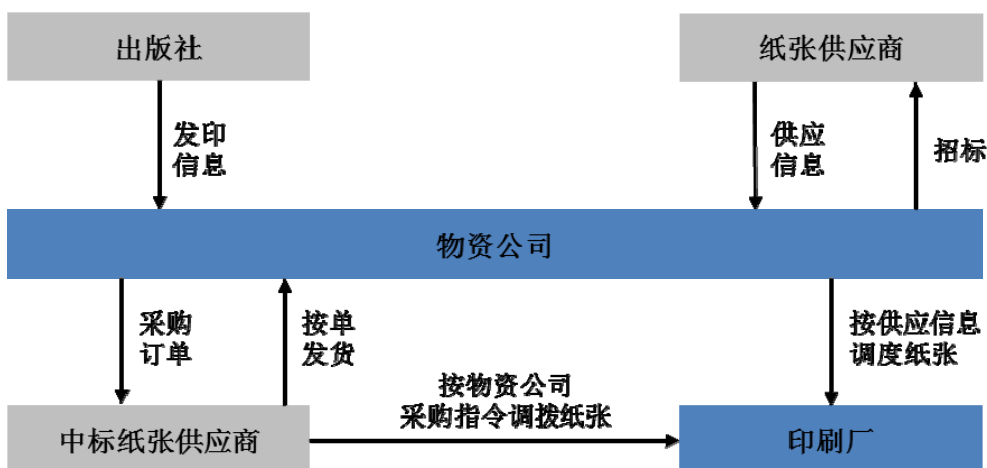 出版社
纸张供应商
发印
信息
供应
信息
招标
物资公司
采购
订单
按单
发货
按供应信息
调度纸张
按物资公司
采购指令调拨纸张
中标纸张供应商
印刷厂